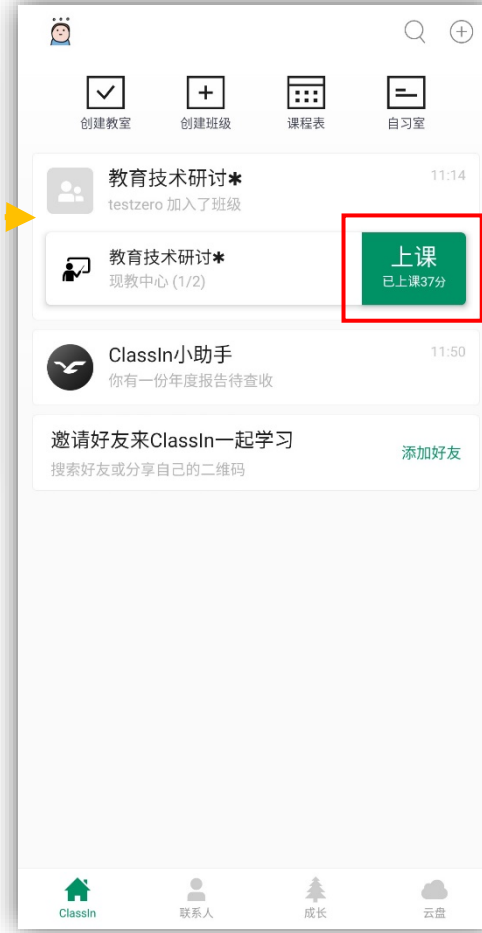 创建教室
创建班级
课程表
自习室
教育技术研讨✱
11:14
testzero 加入了班级
教育技术研讨✱
现教中心 (1/2)
上课
已上课37分
ClassIn小助手
11:50
你有一份年度报告待查收
邀请好友来ClassIn一起学习
搜索好友或分享自己的二维码
添加好友
ClassIn
联系人
成长
云盘